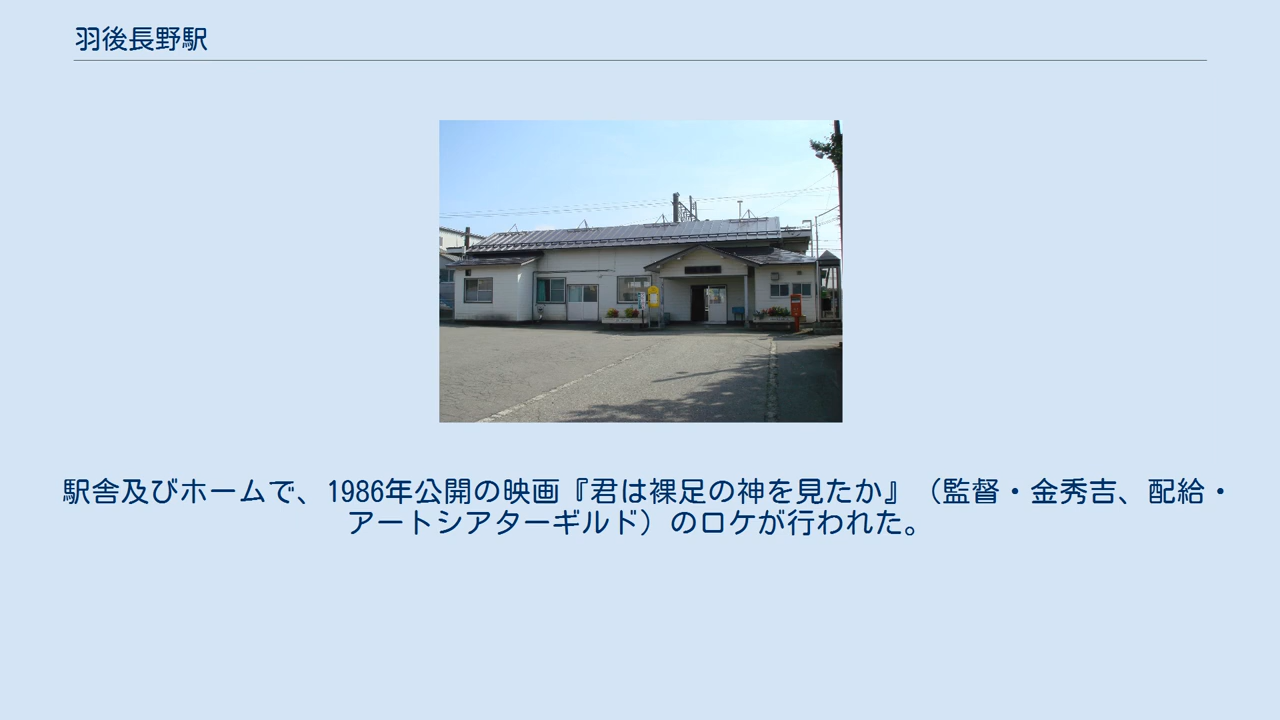 羽後長野駅
駅舎及びホームで、1986年公開の映画『君は裸足の神を見たか』（監督・金秀吉、配給・
アートシアターギルド）のロケが行われた。